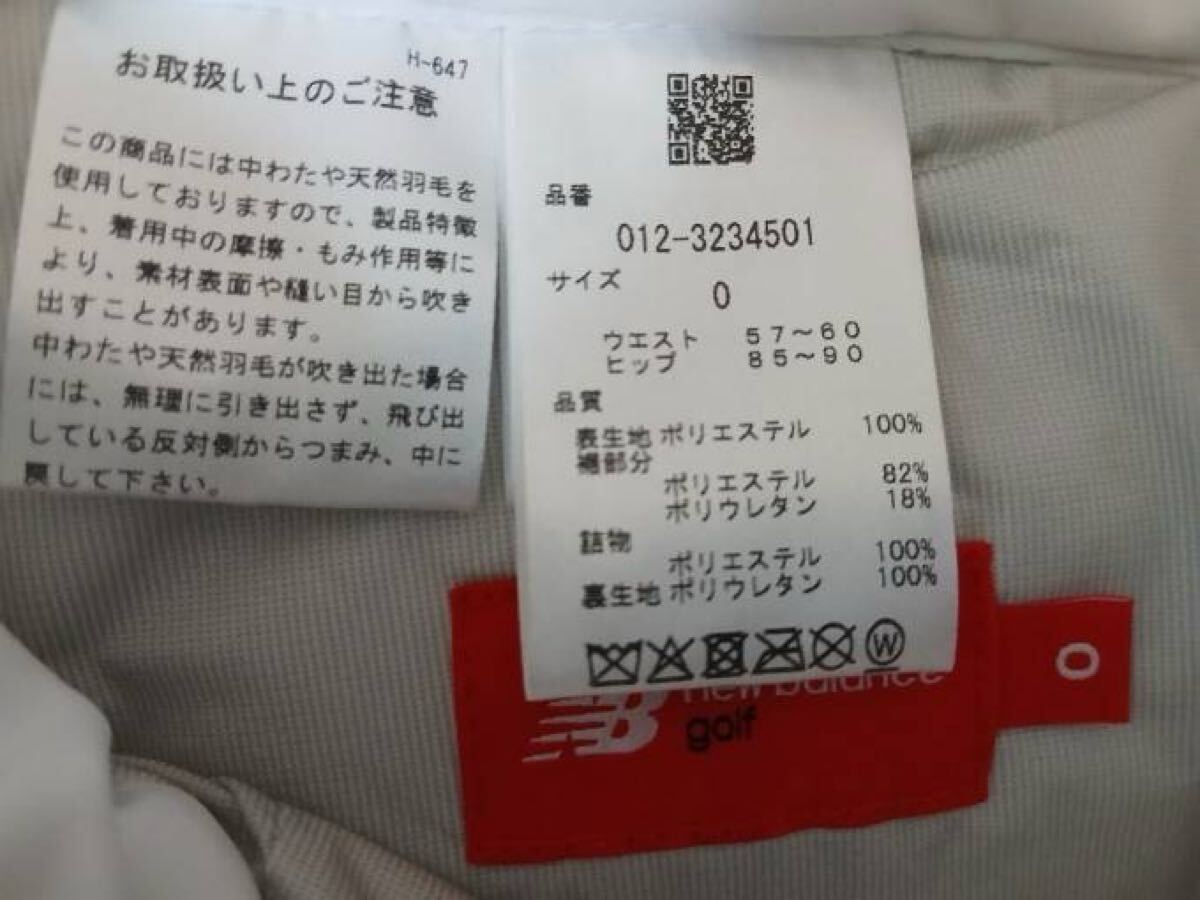 H-647
お取扱い上のご注意
この商品には中わたや天然羽毛を
使用しておりますので、製品特徴
上、着用中の摩擦・もみ作用等に
より、素材表面や縫い目から吹き
出すことがあります。
中わたや天然羽毛が吹き出た場合
には、無理に引き出さず、飛び出
している反対側からつまみ、中に
戻して下さい。
品番
012-3234501
サイズ
0
ウエスト 57〜60
ヒップ 85〜90
品質
表生地 ポリエステル 100%
裾部分
ポリエステル 82%
ポリウレタン 18%
詰物
ポリエステル 100%
裏生地 ポリウレタン 100%
W
NB new balance
golf
0